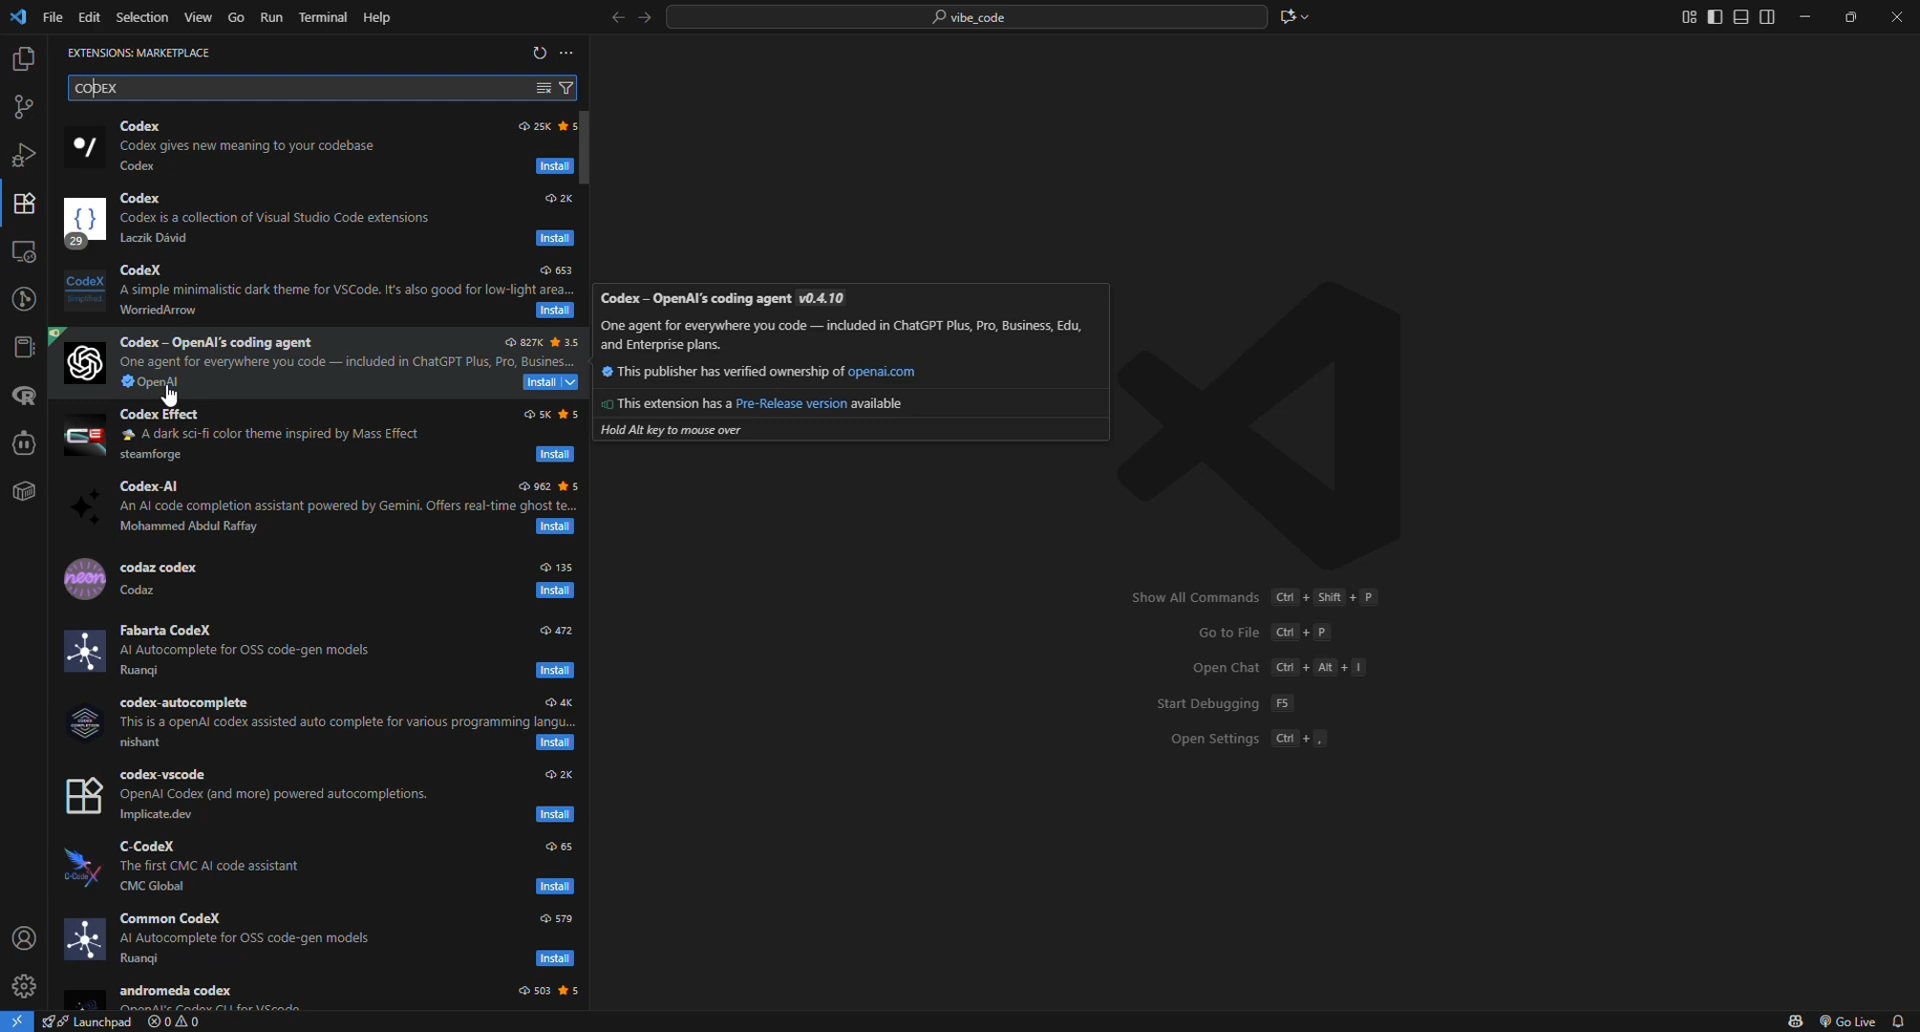 File Edit Selection View Go Run Terminal Help
vibe_code
EXTENSIONS: MARKETPLACE
CODEX
Codex 25K 5
Codex gives new meaning to your codebase
Codex Install
Codex 2K
Codex is a collection of Visual Studio Code extensions
29
Laczik Dávid Install
CodeX 653
CodeX
A simple minimalistic dark theme for VSCode. It's also good for low-light area...
Simplified
WorriedArrow Install
Codex – OpenAI's coding agent 827K 3.5
One agent for everywhere you code — included in ChatGPT Plus, Pro, Busines...
OpenAI Install
Codex – OpenAI's coding agent v0.4.10
One agent for everywhere you code — included in ChatGPT Plus, Pro, Business, Edu,
and Enterprise plans.
This publisher has verified ownership of openai.com
This extension has a Pre-Release version available
Hold Alt key to mouse over
Codex Effect 5K 5
CE
A dark sci-fi color theme inspired by Mass Effect
steamforge Install
Codex-AI 962 5
An AI code completion assistant powered by Gemini. Offers real-time ghost te...
Mohammed Abdul Raffay Install
codaz codex 135
neon
Codaz Install
Fabarta CodeX 472
AI Autocomplete for OSS code-gen models
Ruanqi Install
codex-autocomplete 4K
This is a openAI codex assisted auto complete for various programming langu...
nishant Install
codex-vscode 2K
OpenAI Codex (and more) powered autocompletions.
Implicate.dev Install
C-CodeX 65
The first CMC AI code assistant
C-CodeX
CMC Global Install
Common CodeX 579
AI Autocomplete for OSS code-gen models
Ruanqi Install
andromeda codex 503 5
OpenAI's Codex CLI for VScode
Show All Commands Ctrl + Shift + P
Go to File Ctrl + P
Open Chat Ctrl + Alt + I
Start Debugging F5
Open Settings Ctrl + ,
Launchpad 0 0 Go Live